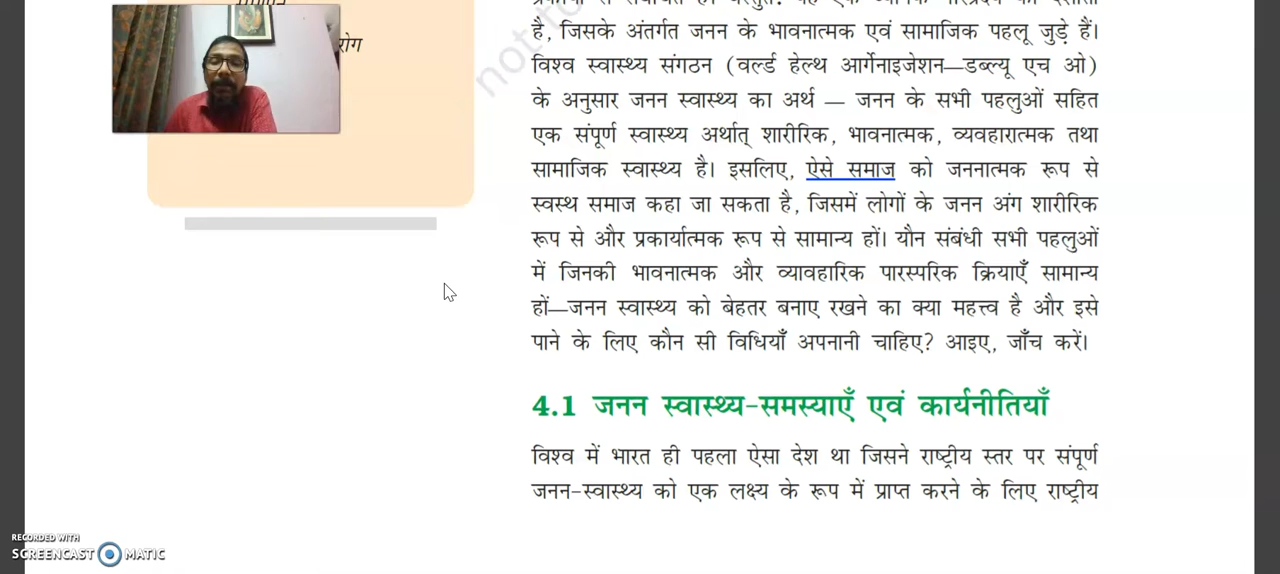 रोग
not to
है, जिसके अंतर्गत जनन के भावनात्मक एवं सामाजिक पहलू जुड़े हैं।
विश्व स्वास्थ्य संगठन (वर्ल्ड हेल्थ आर्गेनाइजेशन—डब्ल्यू एच ओ)
के अनुसार जनन स्वास्थ्य का अर्थ — जनन के सभी पहलुओं सहित
एक संपूर्ण स्वास्थ्य अर्थात् शारीरिक, भावनात्मक, व्यवहारात्मक तथा
सामाजिक स्वास्थ्य है। इसलिए, ऐसे समाज को जननात्मक रूप से
स्वस्थ समाज कहा जा सकता है, जिसमें लोगों के जनन अंग शारीरिक
रूप से और प्रकार्यात्मक रूप से सामान्य हों। यौन संबंधी सभी पहलुओं
में जिनकी भावनात्मक और व्यावहारिक पारस्परिक क्रियाएँ सामान्य
हों—जनन स्वास्थ्य को बेहतर बनाए रखने का क्या महत्त्व है और इसे
पाने के लिए कौन सी विधियाँ अपनानी चाहिए? आइए, जाँच करें।
4.1 जनन स्वास्थ्य-समस्याएँ एवं कार्यनीतियाँ
विश्व में भारत ही पहला ऐसा देश था जिसने राष्ट्रीय स्तर पर संपूर्ण
जनन-स्वास्थ्य को एक लक्ष्य के रूप में प्राप्त करने के लिए राष्ट्रीय
RECORDED WITH
SCREENCAST MATIC